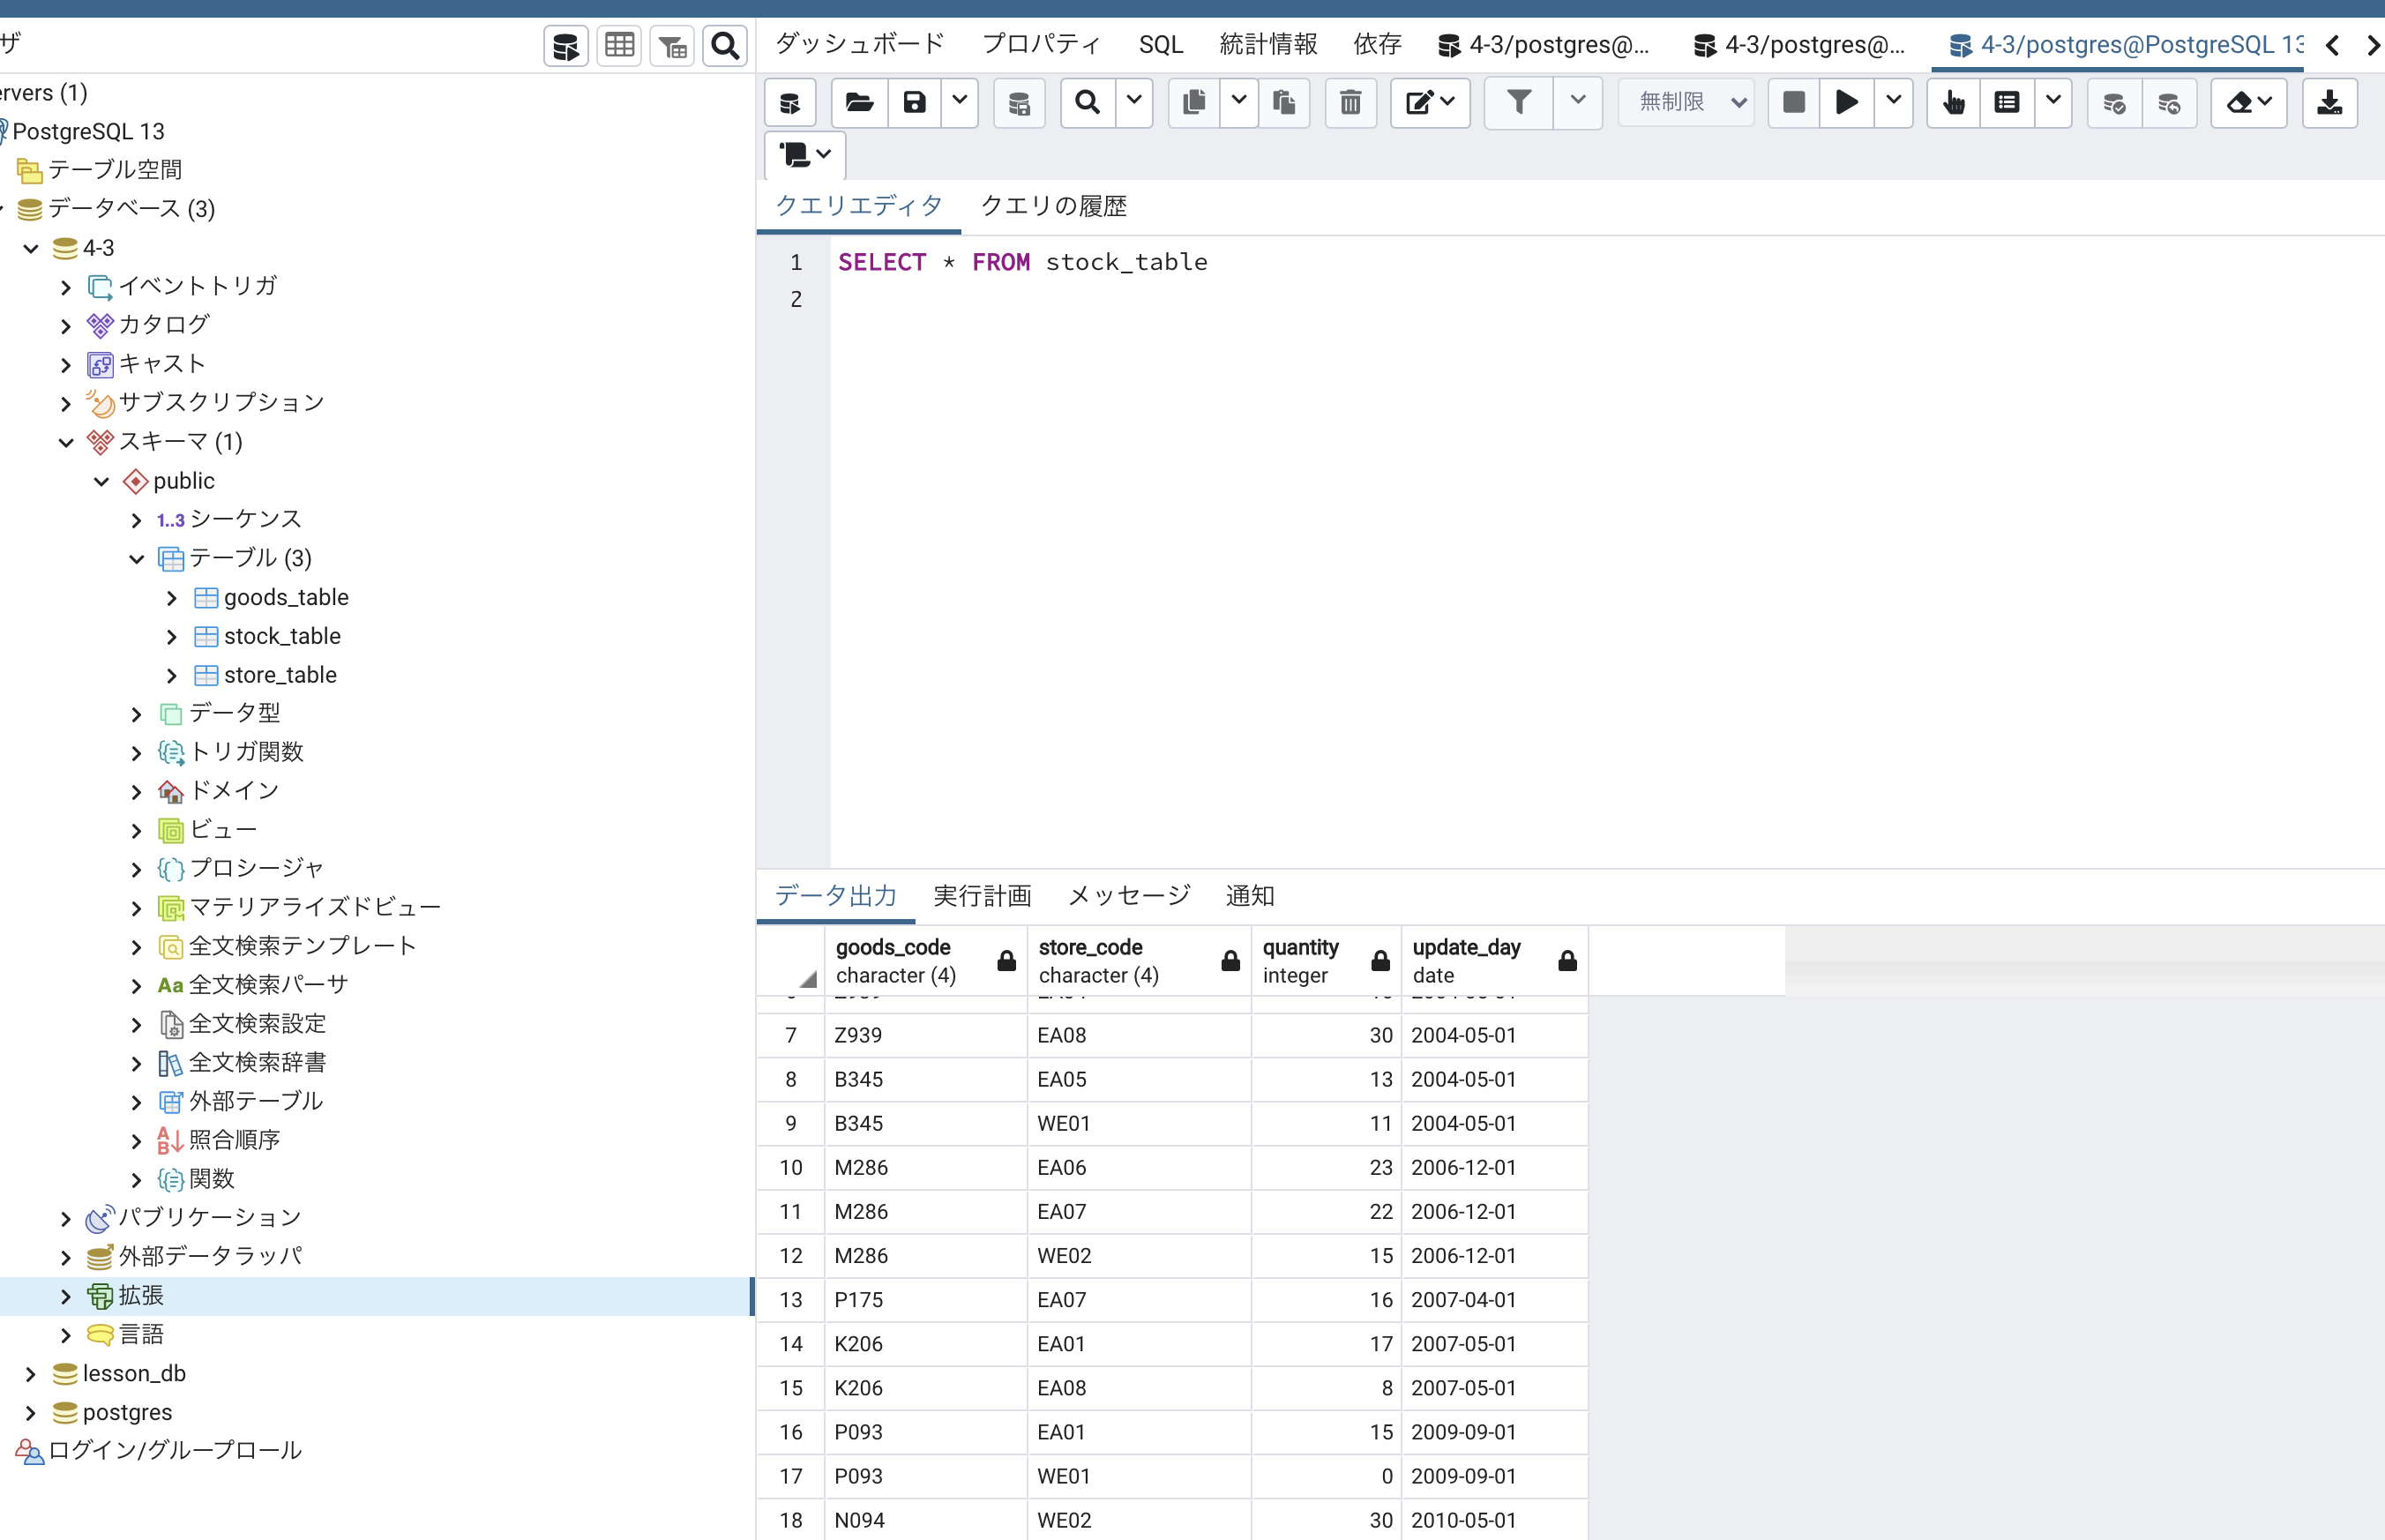 ザ
ervers (1)
PostgreSQL 13
テーブル空間
データベース (3)
4-3
イベントトリガ
カタログ
キャスト
サブスクリプション
スキーマ (1)
public
1..3 シーケンス
テーブル (3)
goods_table
stock_table
store_table
データ型
トリガ関数
ドメイン
ビュー
プロシージャ
マテリアライズドビュー
全文検索テンプレート
Aa 全文検索パーサ
全文検索設定
全文検索辞書
外部テーブル
照合順序
関数
パブリケーション
外部データラッパ
拡張
言語
lesson_db
postgres
ログイン/グループロール
ダッシュボード プロパティ SQL 統計情報 依存 4-3/postgres@... 4-3/postgres@... 4-3/postgres@PostgreSQL 13
無制限
クエリエディタ クエリの履歴
1 SELECT * FROM stock_table
2
データ出力 実行計画 メッセージ 通知
goods_code store_code quantity update_day
character (4) character (4) integer date
7 Z939 EA08 30 2004-05-01
8 B345 EA05 13 2004-05-01
9 B345 WE01 11 2004-05-01
10 M286 EA06 23 2006-12-01
11 M286 EA07 22 2006-12-01
12 M286 WE02 15 2006-12-01
13 P175 EA07 16 2007-04-01
14 K206 EA01 17 2007-05-01
15 K206 EA08 8 2007-05-01
16 P093 EA01 15 2009-09-01
17 P093 WE01 0 2009-09-01
18 N094 WE02 30 2010-05-01